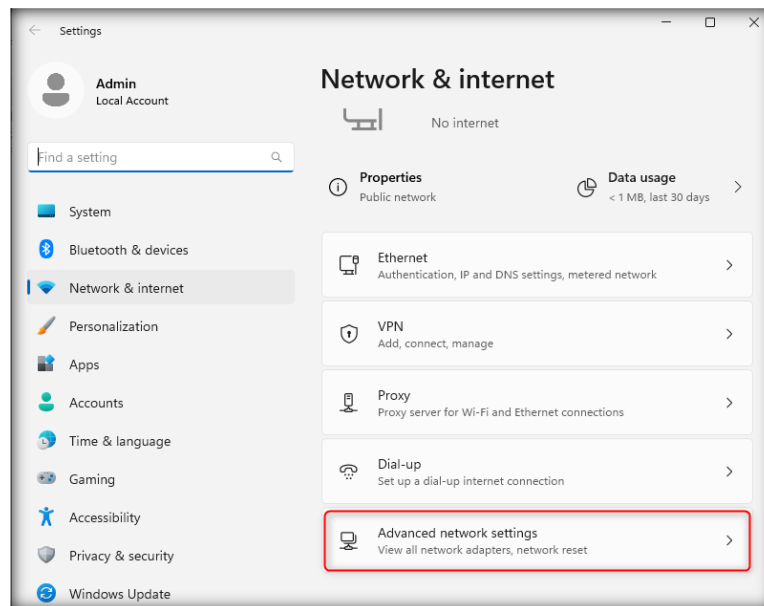 Settings
Admin
Local Account
Find a setting
System
Bluetooth & devices
Network & internet
Personalization
Apps
Accounts
Time & language
Gaming
Accessibility
Privacy & security
Windows Update
Network & internet
No internet
Properties
Public network
Data usage
< 1 MB, last 30 days
Ethernet
Authentication, IP and DNS settings, metered network
VPN
Add, connect, manage
Proxy
Proxy server for Wi-Fi and Ethernet connections
Dial-up
Set up a dial-up internet connection
Advanced network settings
View all network adapters, network reset